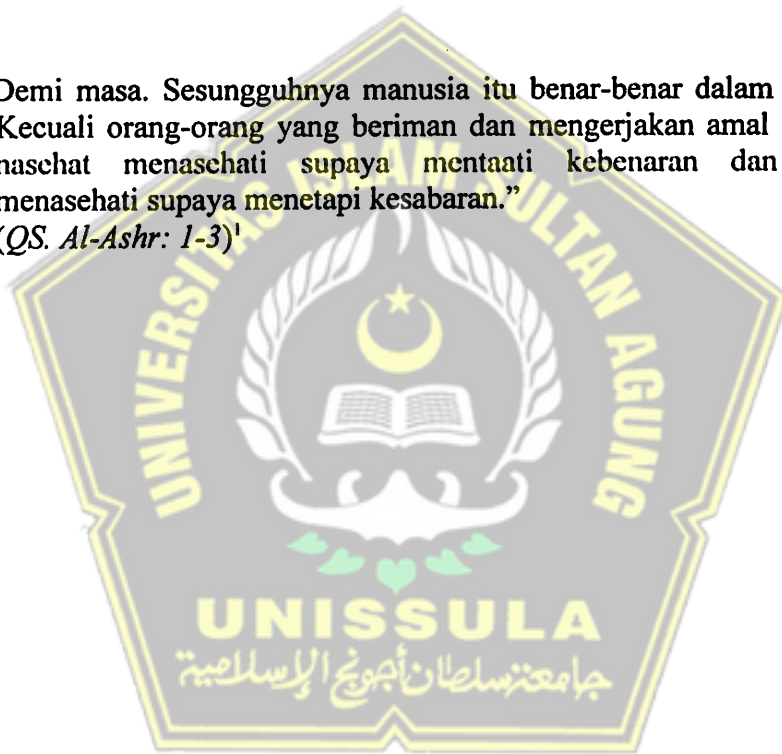 Demi masa. Sesungguhnya manusia itu benar-benar dalam
Kecuali orang-orang yang beriman dan mengerjakan amal
nasehat menasehati supaya mentaati kebenaran dan
menasehati supaya menetapi kesabaran.”
(QS. Al-Ashr: 1-3)¹
UNIVERSITAS ISLAM SULTAN AGUNG
UNISSULA
جامعة سلطان أجونج الإسلامية